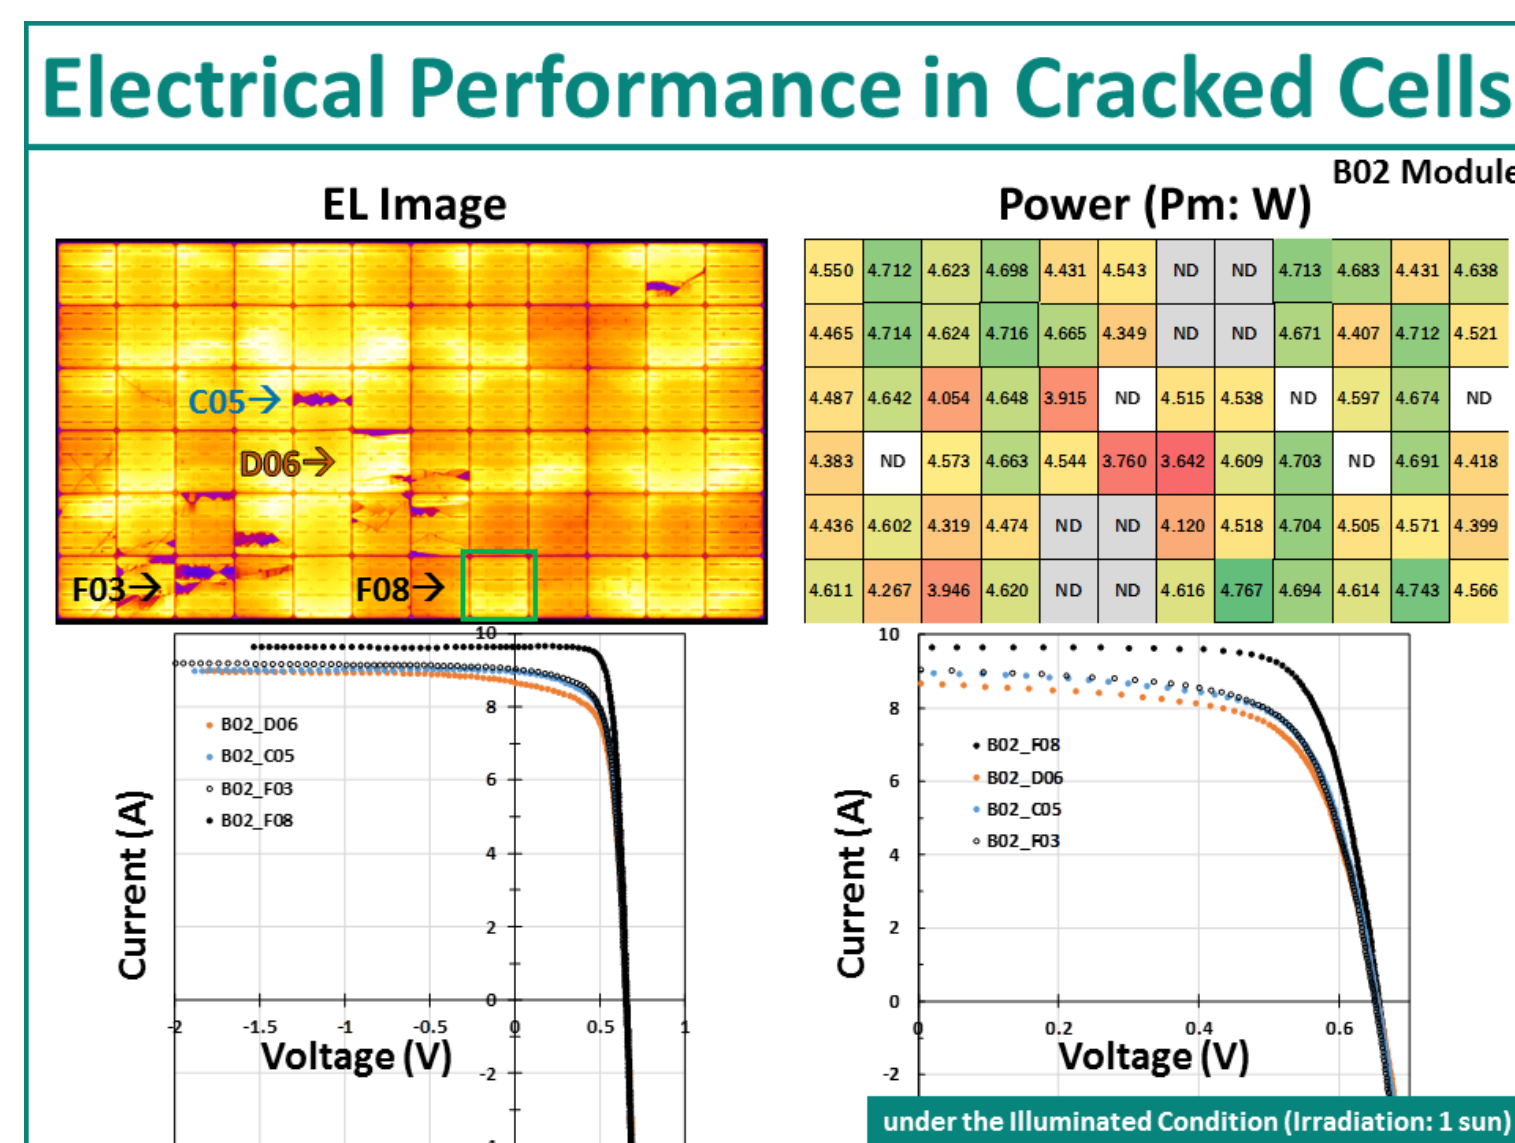 Electrical Performance in Cracked Cells
B02 Module
EL Image
Power (Pm: W)
C05→
D06→
F03→
F08→
4.550 4.712 4.623 4.698 4.431 4.543 ND ND 4.713 4.683 4.431 4.638
4.465 4.714 4.624 4.716 4.665 4.349 ND ND 4.671 4.407 4.712 4.521
4.487 4.642 4.054 4.648 3.915 ND 4.515 4.538 ND 4.597 4.674 ND
4.383 ND 4.573 4.663 4.544 3.760 3.642 4.609 4.703 ND 4.691 4.418
4.436 4.602 4.319 4.474 ND ND 4.120 4.518 4.704 4.505 4.571 4.399
4.611 4.267 3.946 4.620 ND ND 4.616 4.767 4.694 4.614 4.743 4.566
10
8
6
4
2
0
-2
-2 -1.5 -1 -0.5 0 0.5 1
B02_D06
B02_C05
B02_F03
B02_F08
Current (A)
Voltage (V)
10
8
6
4
2
0
-2
0 0.2 0.4 0.6
B02_F08
B02_D06
B02_C05
B02_F03
Current (A)
Voltage (V)
under the Illuminated Condition (Irradiation: 1 sun)